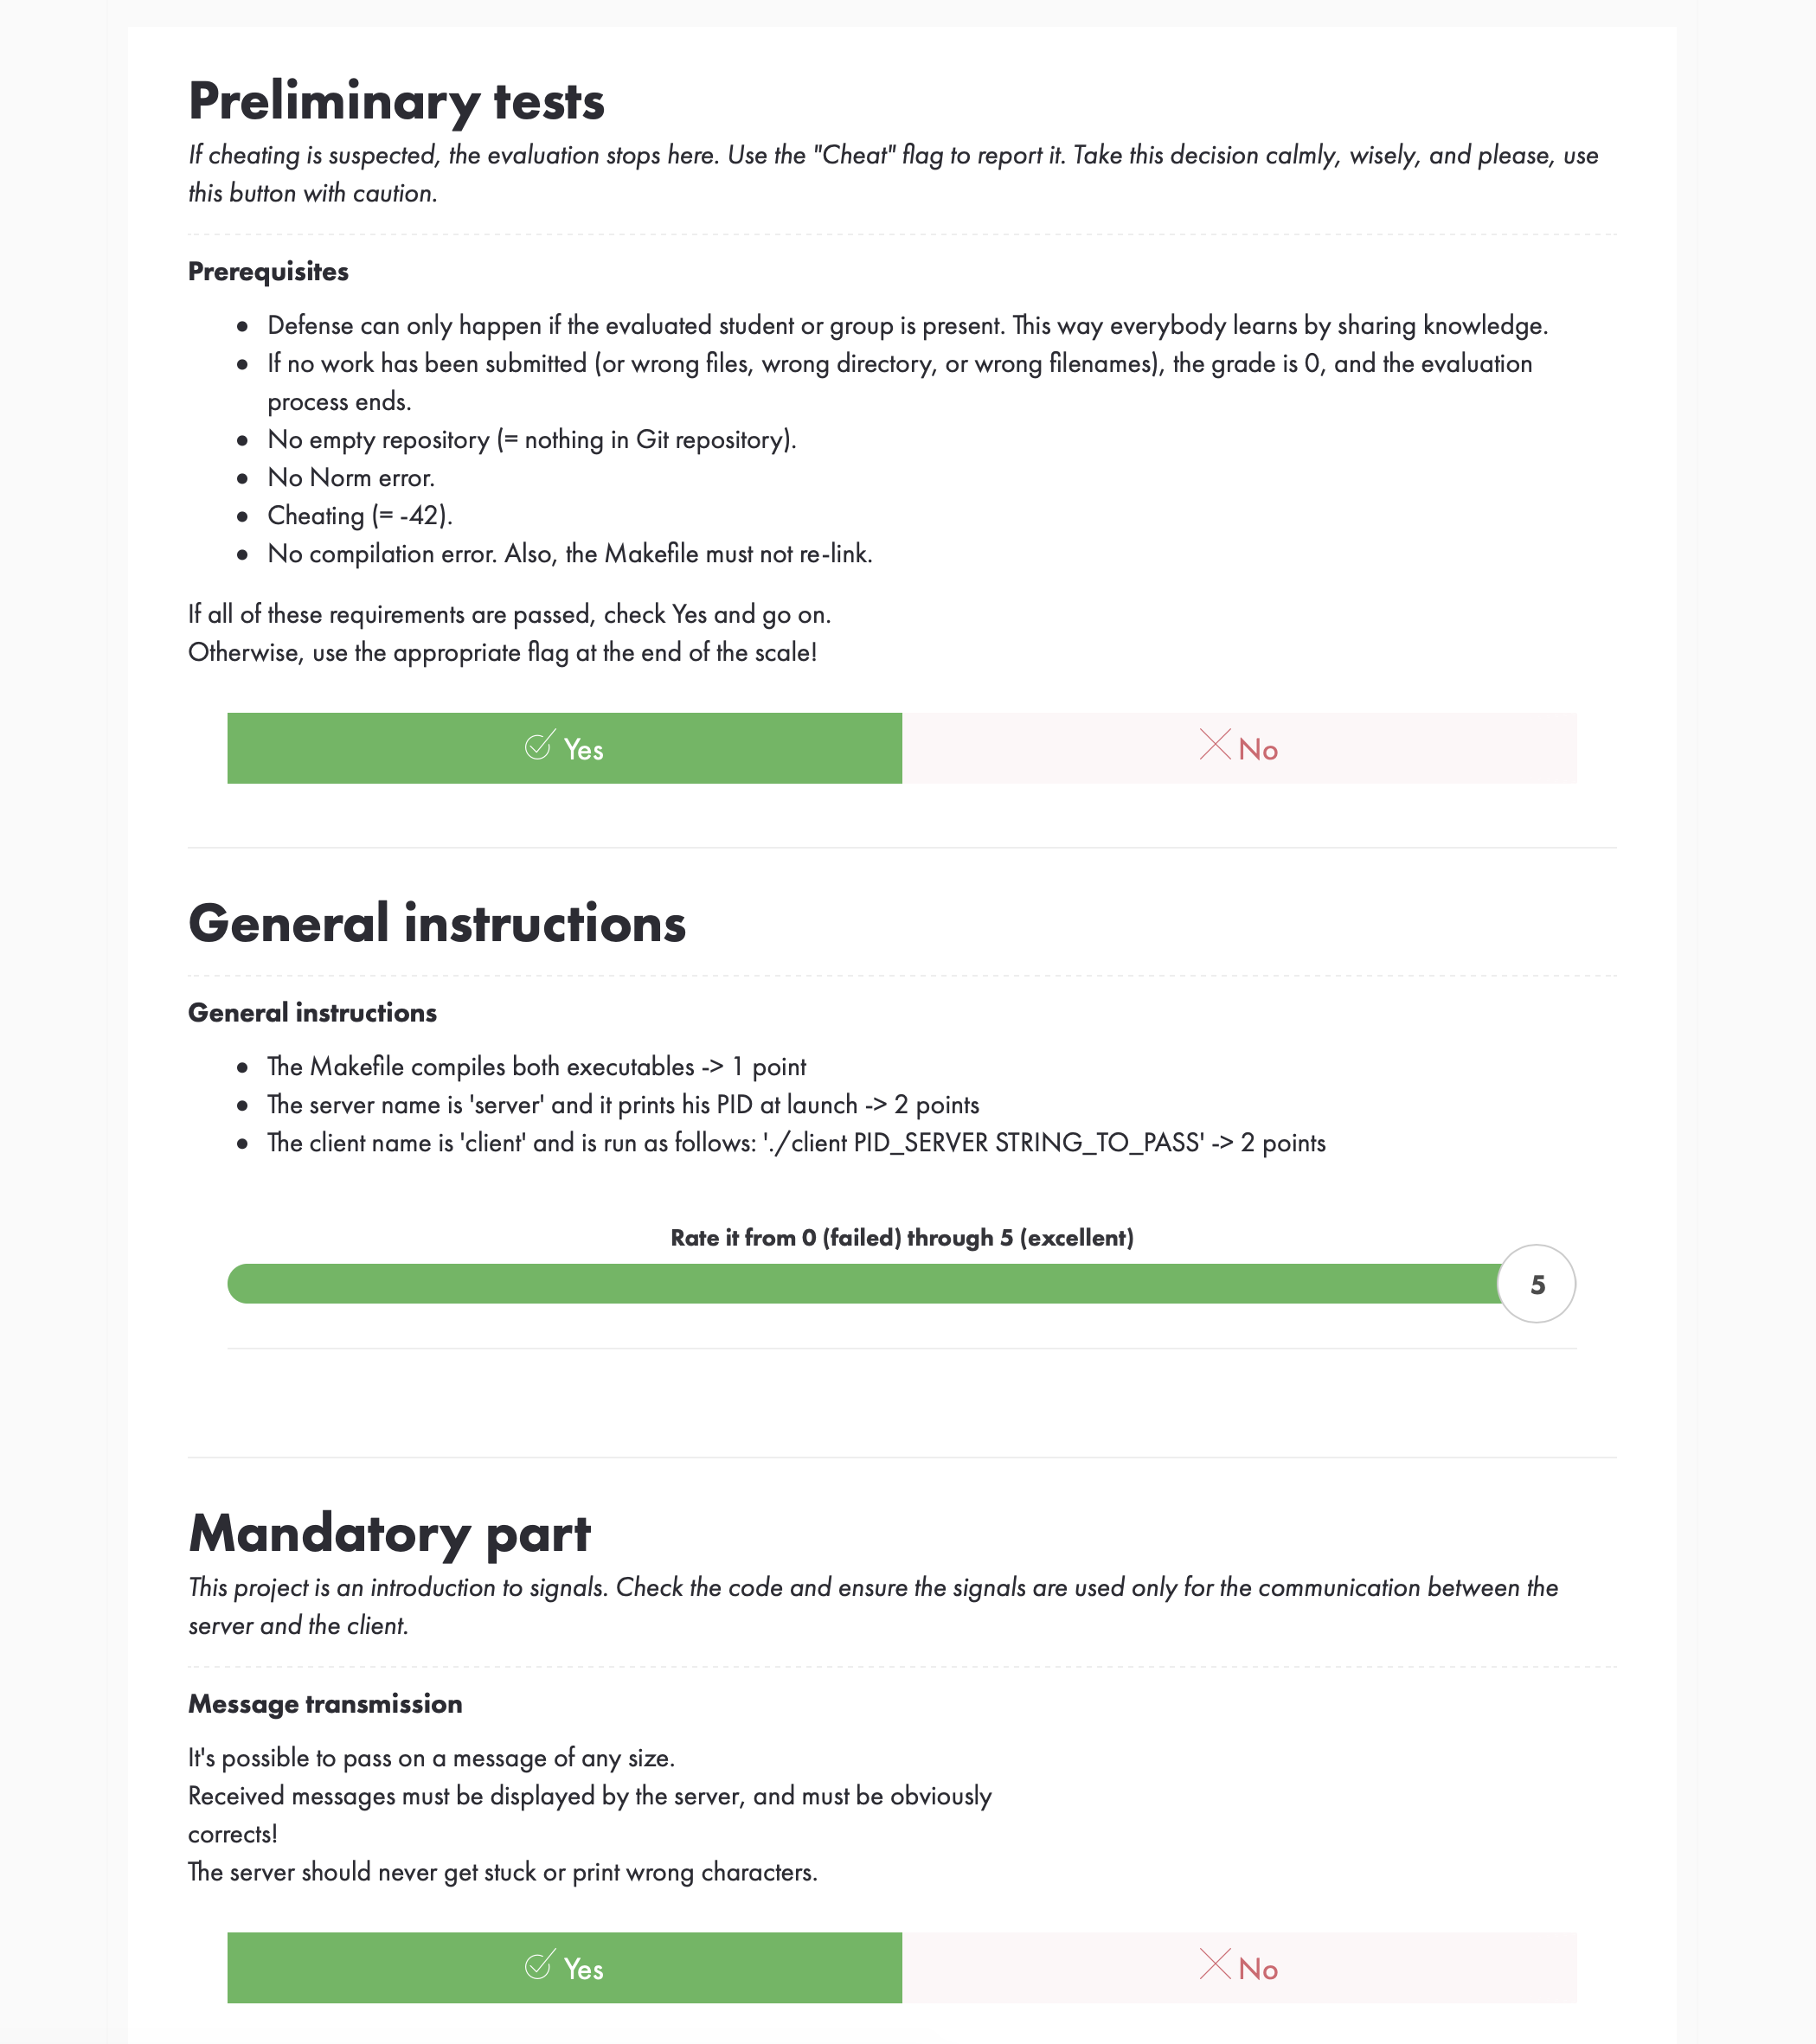 Preliminary tests
If cheating is suspected, the evaluation stops here. Use the "Cheat" flag to report it. Take this decision calmly, wisely, and please, use
this button with caution.
Prerequisites
● Defense can only happen if the evaluated student or group is present. This way everybody learns by sharing knowledge.
● If no work has been submitted (or wrong files, wrong directory, or wrong filenames), the grade is 0, and the evaluation
process ends.
● No empty repository (= nothing in Git repository).
● No Norm error.
● Cheating (= -42).
● No compilation error. Also, the Makefile must not re-link.
If all of these requirements are passed, check Yes and go on.
Otherwise, use the appropriate flag at the end of the scale!
Yes
No
General instructions
General instructions
● The Makefile compiles both executables -> 1 point
● The server name is 'server' and it prints his PID at launch -> 2 points
● The client name is 'client' and is run as follows: './client PID_SERVER STRING_TO_PASS' -> 2 points
Rate it from 0 (failed) through 5 (excellent)
5
Mandatory part
This project is an introduction to signals. Check the code and ensure the signals are used only for the communication between the
server and the client.
Message transmission
It's possible to pass on a message of any size.
Received messages must be displayed by the server, and must be obviously
corrects!
The server should never get stuck or print wrong characters.
Yes
No